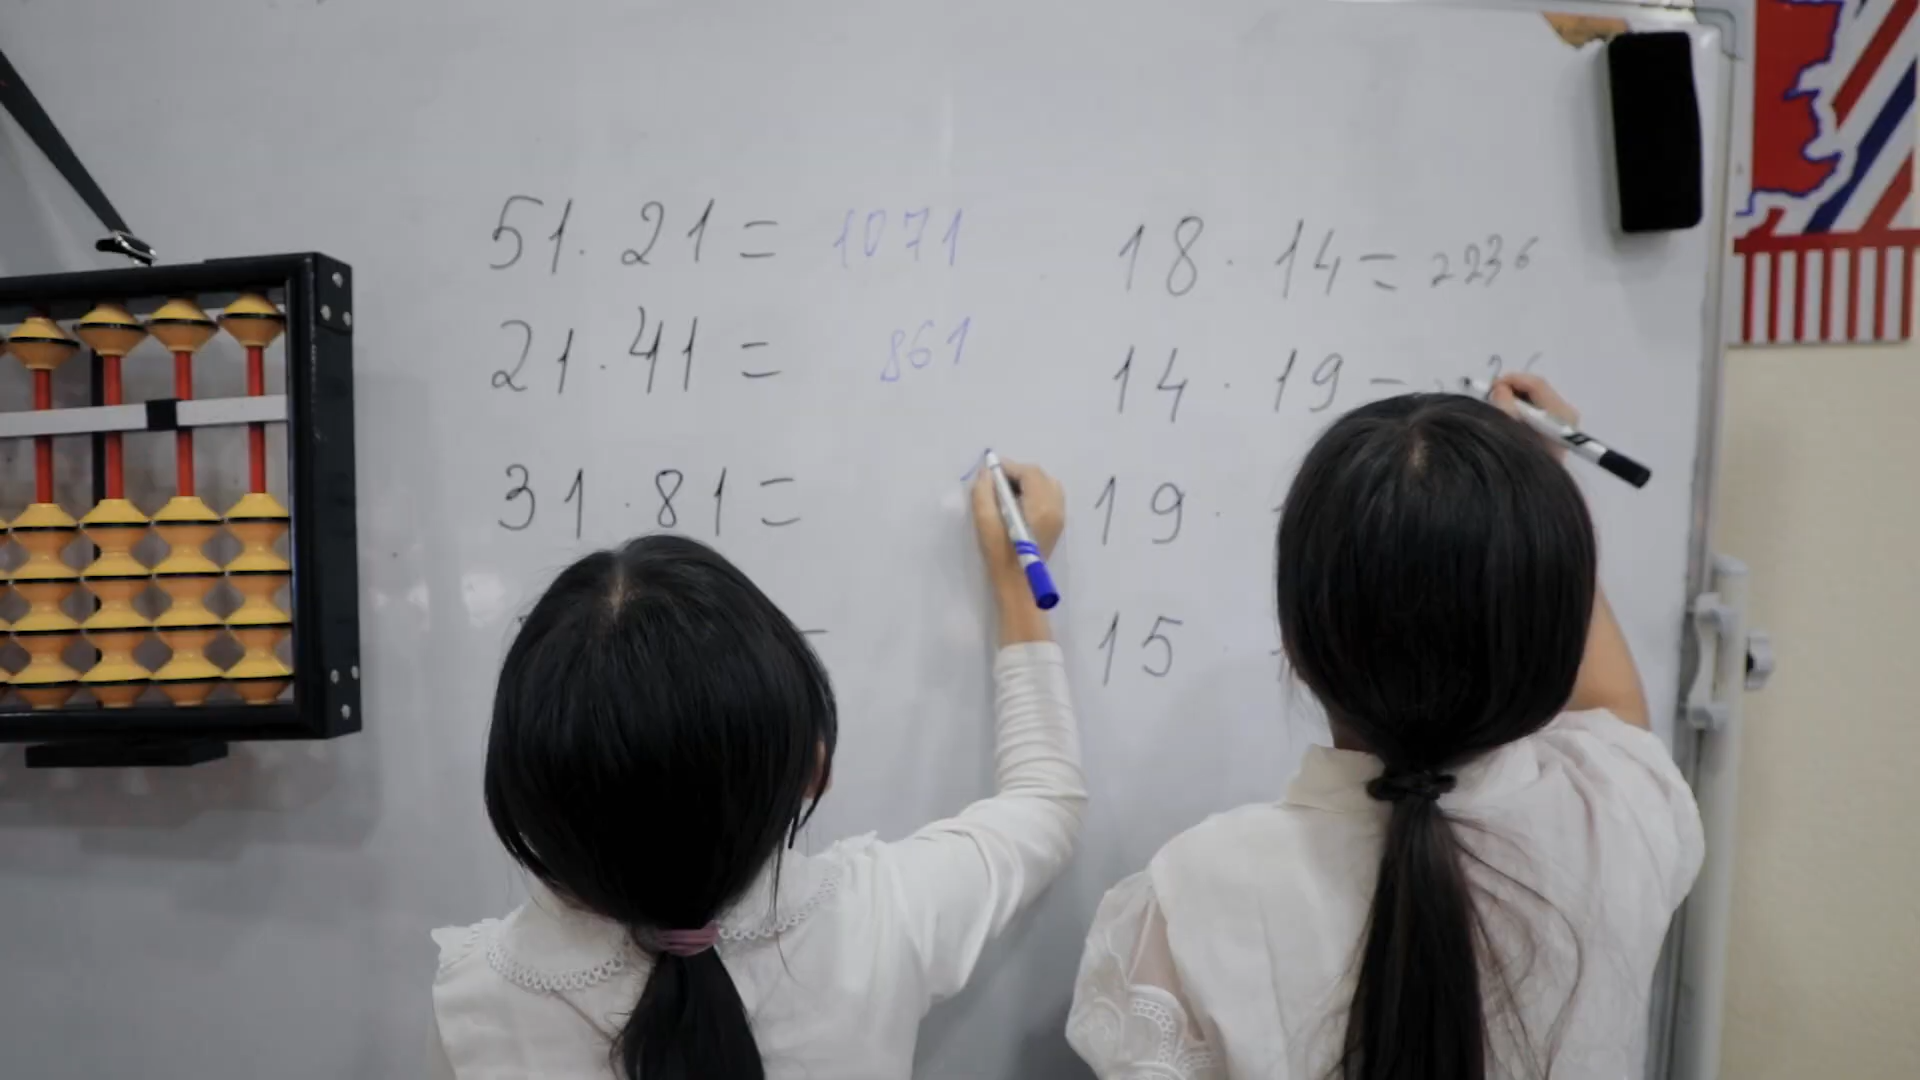 51 · 21 = 1071
21 · 41 = 861
31 · 81 =
18 · 14 = 2236
14 · 19 =
19 ·
15 ·